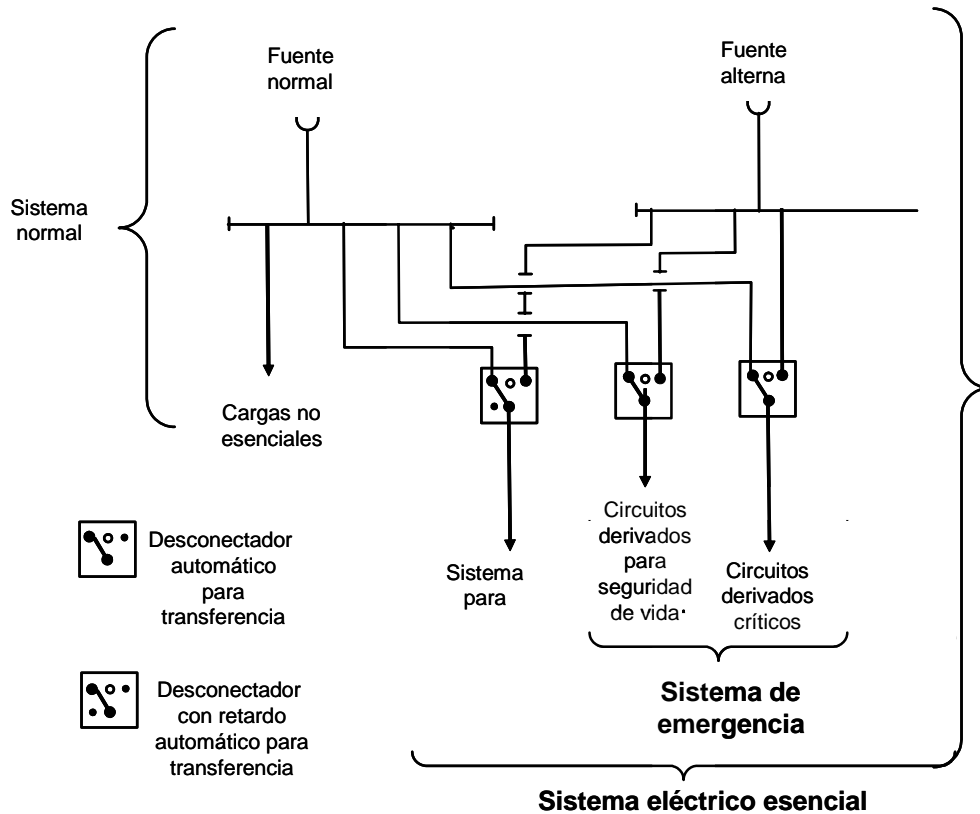 Fuente
normal
Fuente
alterna
Sistema
normal
Cargas no
esenciales
Desconectador
automático
para
transferencia
Sistema
para
Circuitos
derivados
para
seguridad
de vida
Circuitos
derivados
críticos
Desconectador
con retardo
automático para
transferencia
Sistema de
emergencia
Sistema eléctrico esencial